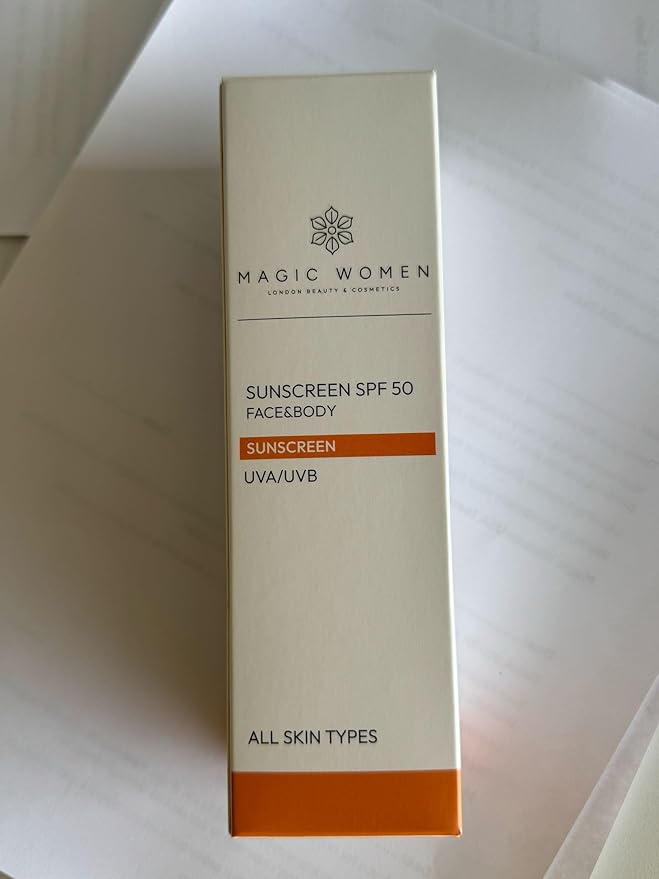 MAGIC WOMEN
LONDON BEAUTY & COSMETICS
SUNSCREEN SPF 50
FACE&BODY
SUNSCREEN
UVA/UVB
ALL SKIN TYPES